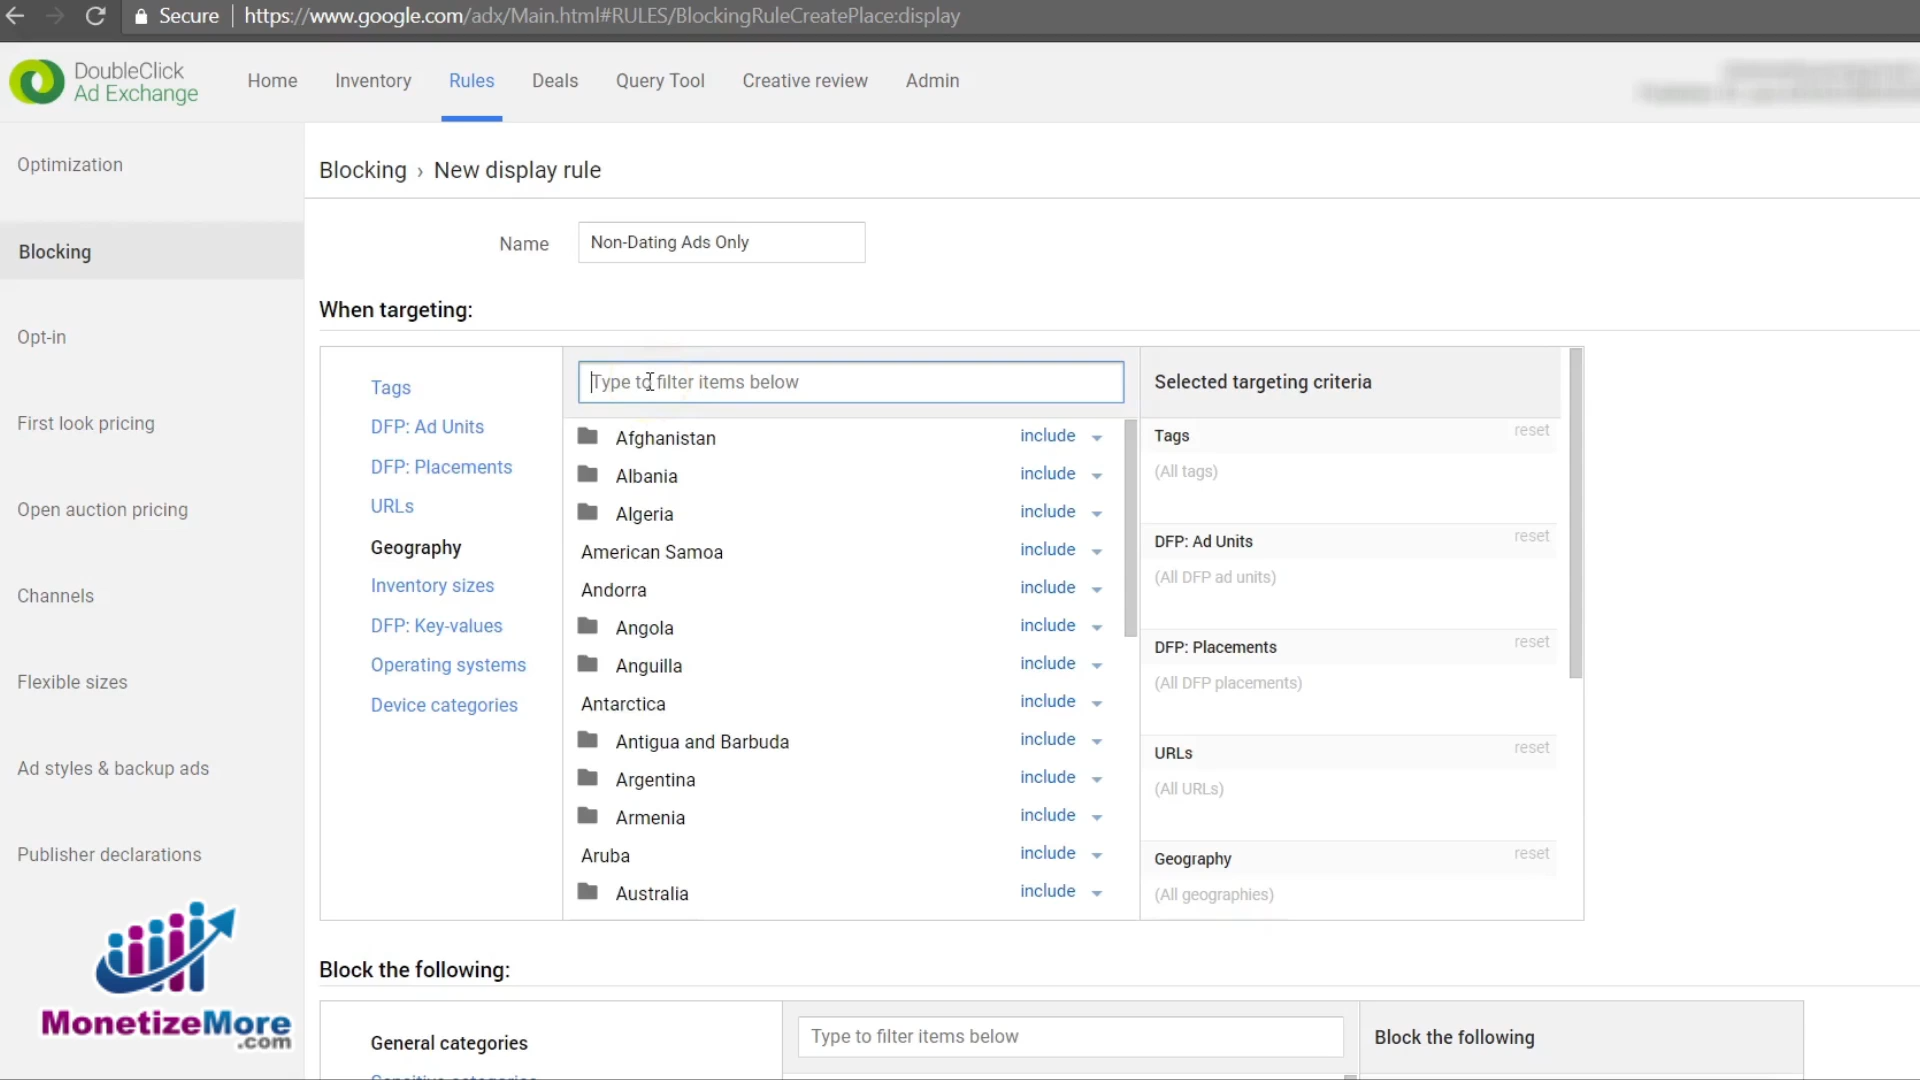 Secure https://www.google.com/adx/Main.html#RULES/BlockingRuleCreatePlace:display
DoubleClick
Ad Exchange
Home Inventory Rules Deals Query Tool Creative review Admin
Optimization
Blocking
Opt-in
First look pricing
Open auction pricing
Channels
Flexible sizes
Ad styles & backup ads
Publisher declarations
MonetizeMore
.com
Blocking › New display rule
Name Non-Dating Ads Only
When targeting:
Tags
DFP: Ad Units
DFP: Placements
URLs
Geography
Inventory sizes
DFP: Key-values
Operating systems
Device categories
Type to filter items below
Afghanistan include
Albania include
Algeria include
American Samoa include
Andorra include
Angola include
Anguilla include
Antarctica include
Antigua and Barbuda include
Argentina include
Armenia include
Aruba include
Australia include
Selected targeting criteria
Tags reset
(All tags)
DFP: Ad Units reset
(All DFP ad units)
DFP: Placements reset
(All DFP placements)
URLs reset
(All URLs)
Geography reset
(All geographies)
Block the following:
General categories
Type to filter items below
Block the following